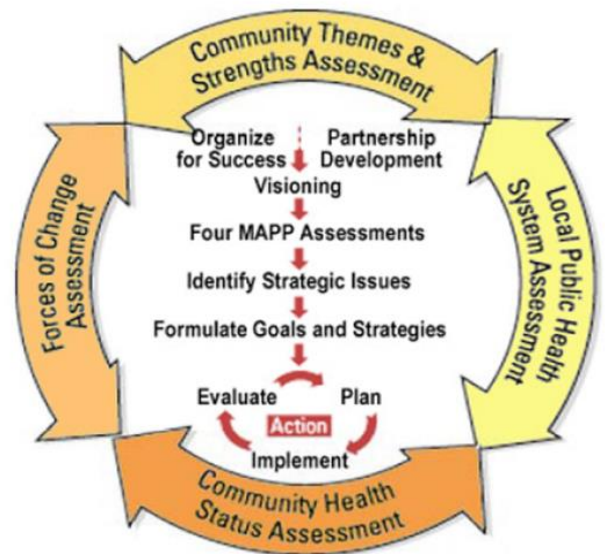 Community Themes &
Strengths Assessment
Organize
for Success
Partnership
Development
Visioning
Four MAPP Assessments
Identify Strategic Issues
Formulate Goals and Strategies
Evaluate
Plan
Action
Implement
Forces of Change
Assessment
Local Public Health
System Assessment
Community Health
Status Assessment